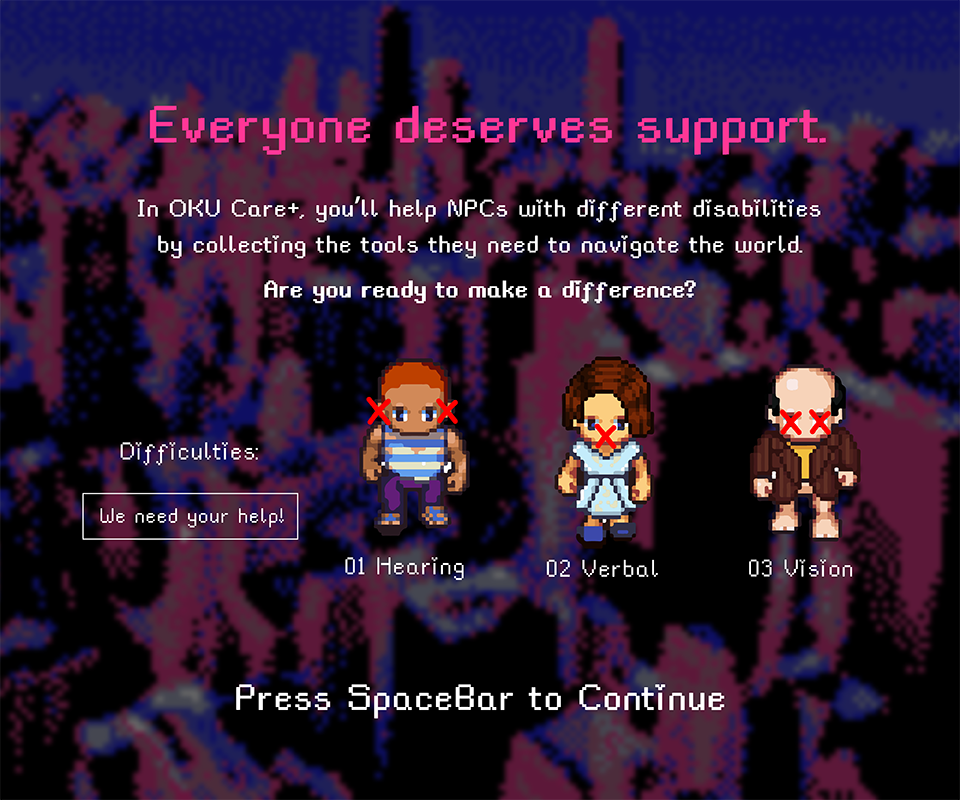 Everyone deserves support.
In OKU Care+, you'll help NPCs with different disabilities
by collecting the tools they need to navigate the world.
Are you ready to make a difference?
Difficulties:
We need your help!
01 Hearing
02 Verbal
03 Vision
Press SpaceBar to Continue